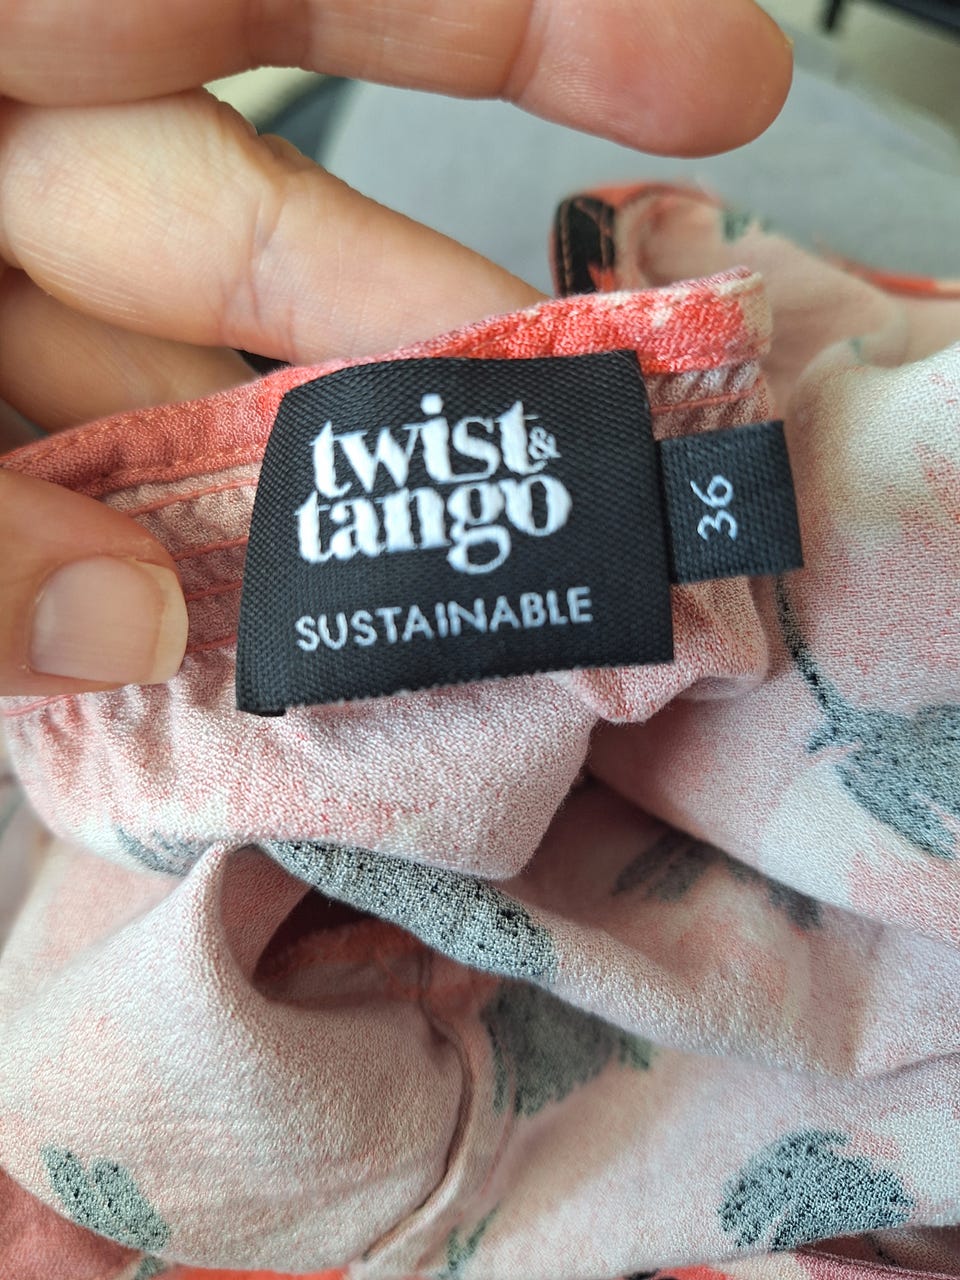 twist &
tango
SUSTAINABLE
36